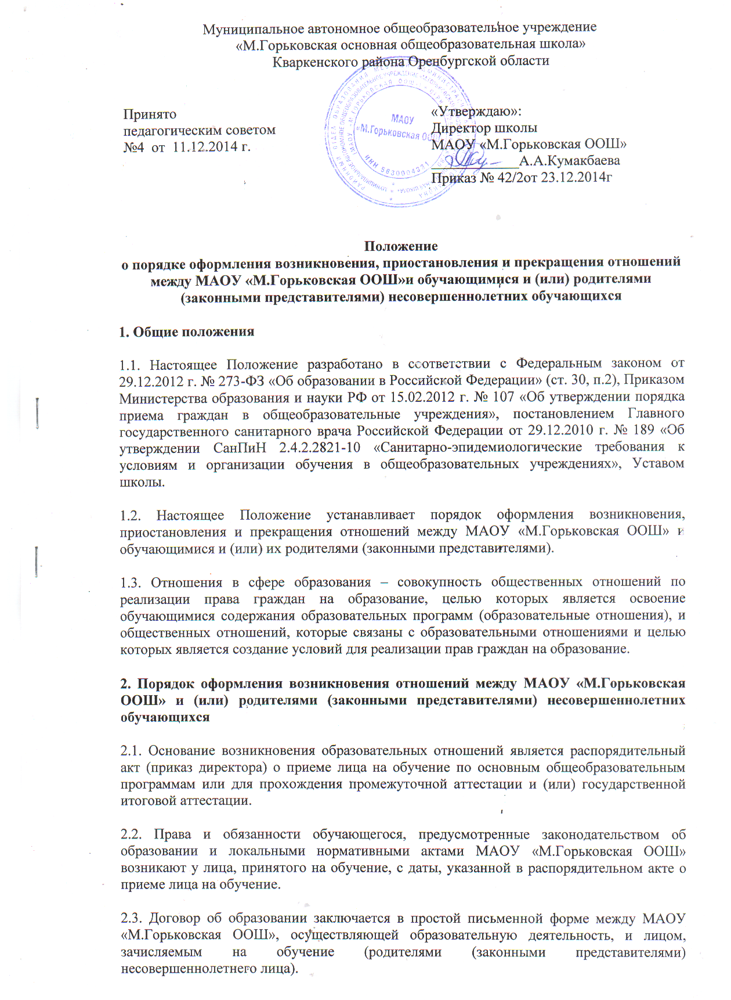 Муниципальное автономное общеобразовательное учреждение
«М.Горьковская основная общеобразовательная школа»
Кваркенского района Оренбургской области
Принято
педагогическим советом
№4 от 11.12.2014 г.
МАОУ
«М.Горьковская ООШ»
ИНН 5630004331
«Утверждаю»:
Директор школы
МАОУ «М.Горьковская ООШ»
____________А.А.Кумакбаева
Приказ № 42/2от 23.12.2014г
Положение
о порядке оформления возникновения, приостановления и прекращения отношений
между МАОУ «М.Горьковская ООШ»и обучающимися и (или) родителями
(законными представителями) несовершеннолетних обучающихся
1. Общие положения
1.1. Настоящее Положение разработано в соответствии с Федеральным законом от
29.12.2012 г. № 273-ФЗ «Об образовании в Российской Федерации» (ст. 30, п.2), Приказом
Министерства образования и науки РФ от 15.02.2012 г. № 107 «Об утверждении порядка
приема граждан в общеобразовательные учреждения», постановлением Главного
государственного санитарного врача Российской Федерации от 29.12.2010 г. № 189 «Об
утверждении СанПиН 2.4.2.2821-10 «Санитарно-эпидемиологические требования к
условиям и организации обучения в общеобразовательных учреждениях», Уставом
школы.
1.2. Настоящее Положение устанавливает порядок оформления возникновения,
приостановления и прекращения отношений между МАОУ «М.Горьковская ООШ» и
обучающимися и (или) их родителями (законными представителями).
1.3. Отношения в сфере образования – совокупность общественных отношений по
реализации права граждан на образование, целью которых является освоение
обучающимися содержания образовательных программ (образовательные отношения), и
общественных отношений, которые связаны с образовательными отношениями и целью
которых является создание условий для реализации прав граждан на образование.
2. Порядок оформления возникновения отношений между МАОУ «М.Горьковская
ООШ» и (или) родителями (законными представителями) несовершеннолетних
обучающихся
2.1. Основание возникновения образовательных отношений является распорядительный
акт (приказ директора) о приеме лица на обучение по основным общеобразовательным
программам или для прохождения промежуточной аттестации и (или) государственной
итоговой аттестации.
2.2. Права и обязанности обучающегося, предусмотренные законодательством об
образовании и локальными нормативными актами МАОУ «М.Горьковская ООШ»
возникают у лица, принятого на обучение, с даты, указанной в распорядительном акте о
приеме лица на обучение.
2.3. Договор об образовании заключается в простой письменной форме между МАОУ
«М.Горьковская ООШ», осуществляющей образовательную деятельность, и лицом,
зачисляемым на обучение (родителями (законными представителями)
несовершеннолетнего лица).